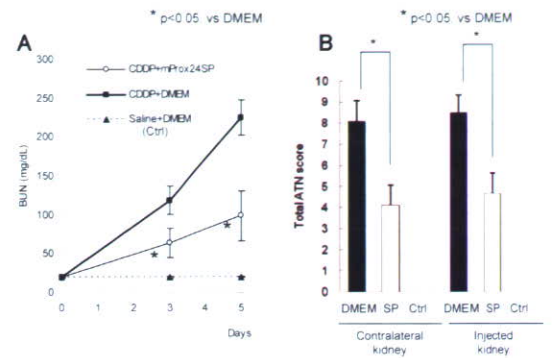 * p<0.05 vs DMEM
A
300
250
200
150
100
50
0
BUN (mg/dL)
CDDP+mProx24SP
CDDP+DMEM
Saline+DMEM
(Ctrl)
*
*
0 1 2 3 4 5
Days
* p<0.05 vs DMEM
B
*
*
10
9
8
7
6
5
4
3
2
1
0
Total ATN score
DMEM SP Ctrl DMEM SP Ctrl
Contralateral
kidney
Injected
kidney